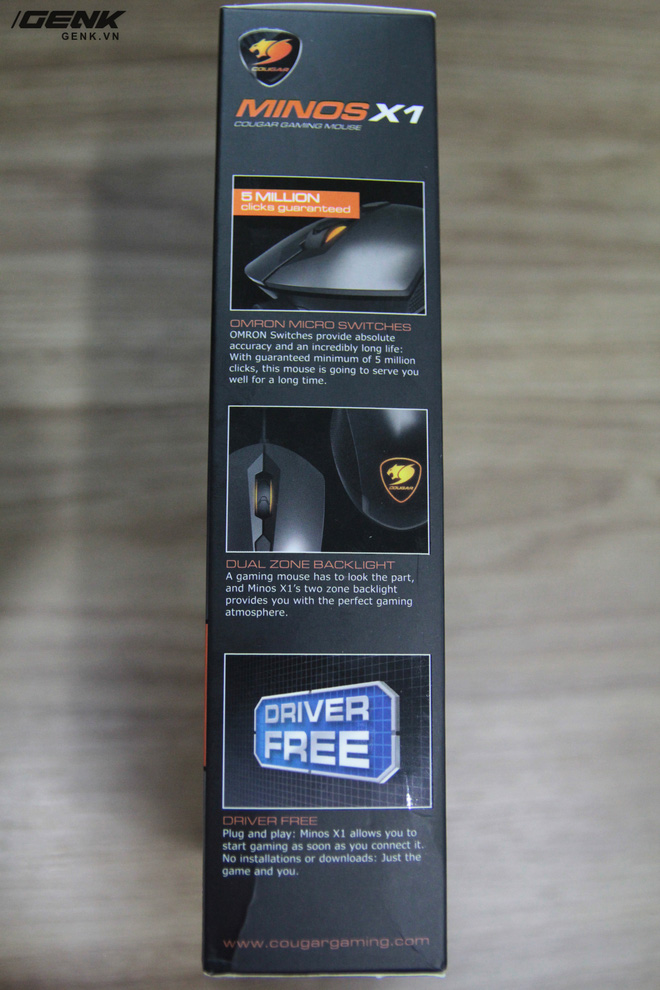 /GENK
GENK.VN
COUGAR
MINOS X1
COUGAR GAMING MOUSE
5 MILLION
clicks guaranteed
OMRON MICRO SWITCHES
OMRON Switches provide absolute
accuracy and an incredibly long life:
With guaranteed minimum of 5 million
clicks, this mouse is going to serve you
well for a long time.
COUGAR
DUAL ZONE BACKLIGHT
A gaming mouse has to look the part,
and Minos X1's two zone backlight
provides you with the perfect gaming
atmosphere.
DRIVER
FREE
DRIVER FREE
Plug and play: Minos X1 allows you to
start gaming as soon as you connect it.
No installations or downloads: Just the
game and you.
www.cougargaming.com